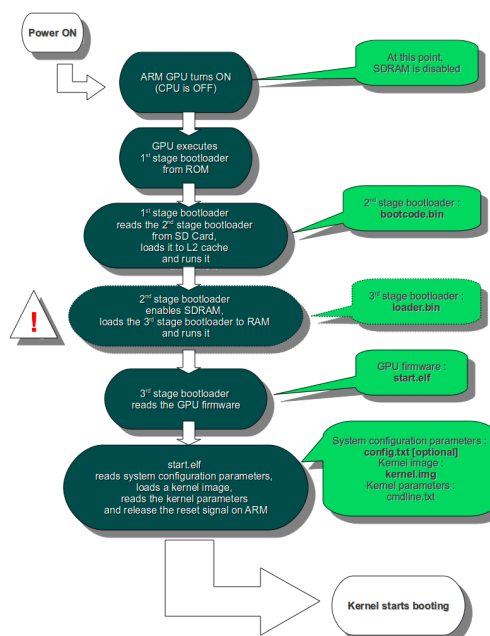 Power ON
ARM GPU turns ON
(CPU is OFF)
At this point,
SDRAM is disabled
GPU executes
1st stage bootloader
from ROM
1st stage bootloader
reads the 2nd stage bootloader
from SD Card,
loads it to L2 cache
and runs it
2nd stage bootloader :
bootcode.bin
!
2nd stage bootloader
enables SDRAM,
loads the 3rd stage bootloader to RAM
and runs it
3rd stage bootloader :
loader.bin
3rd stage bootloader
reads the GPU firmware
GPU firmware :
start.elf
start.elf
reads system configuration parameters,
loads a kernel image,
reads the kernel parameters
and release the reset signal on ARM
System configuration parameters :
config.txt [optional]
Kernel image :
kernel.img
Kernel parameters :
cmdline.txt
Kernel starts booting